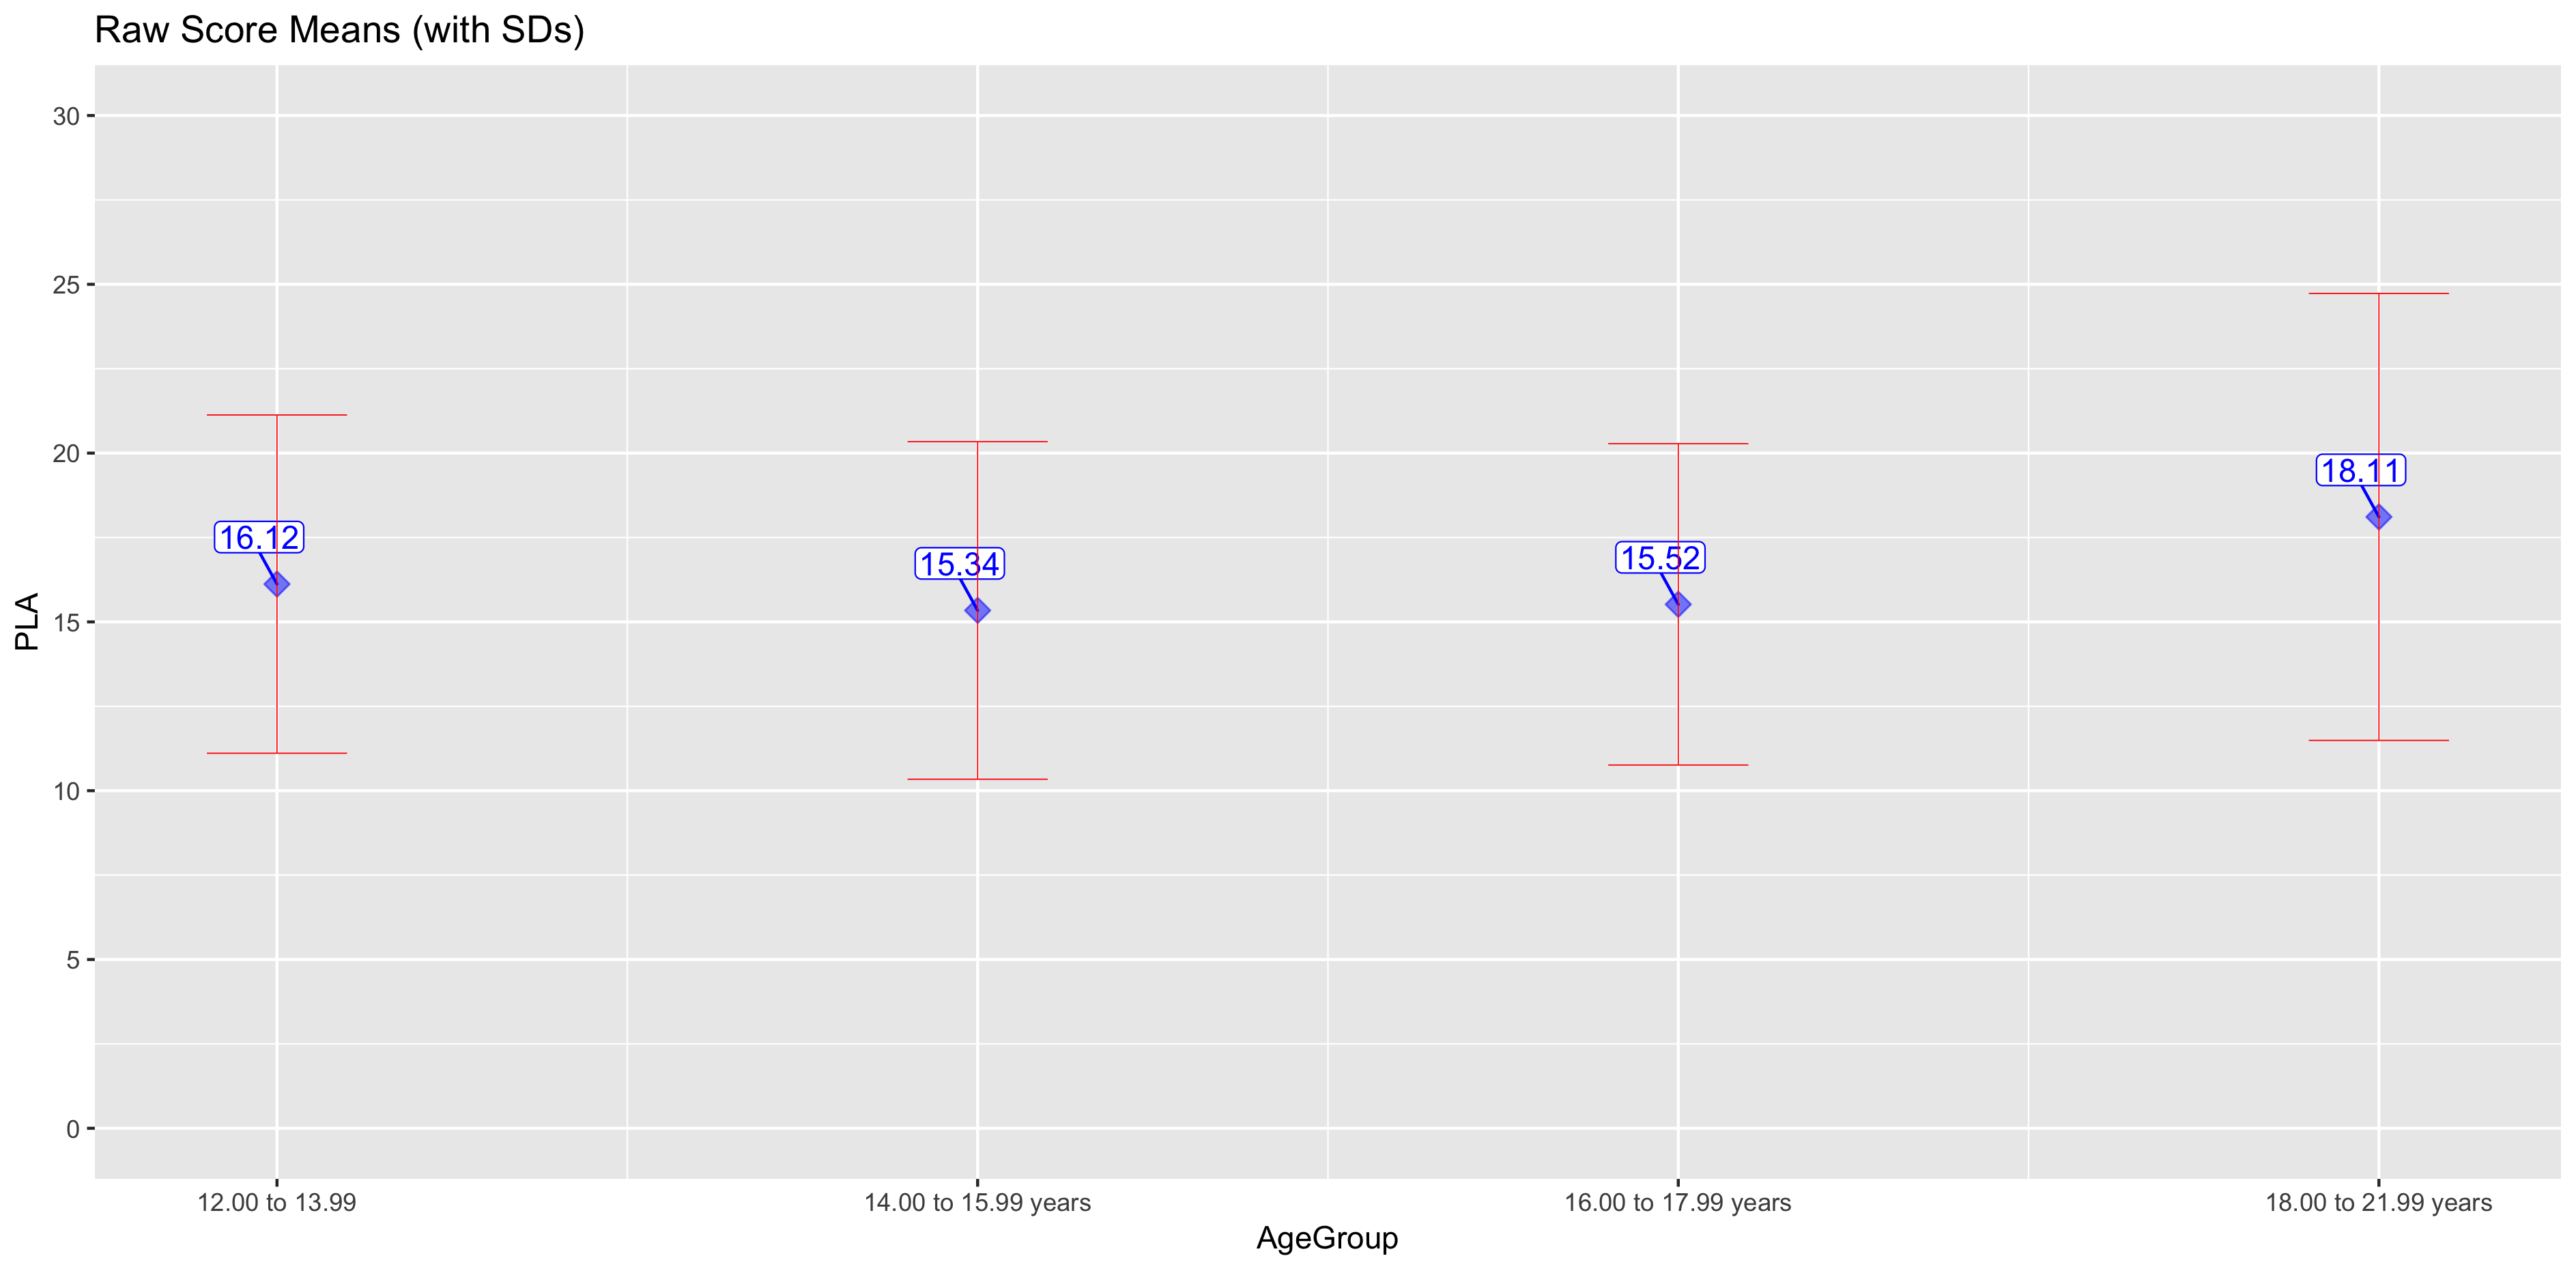 Raw Score Means (with SDs)
30
25
20
15
10
5
0
PLA
16.12
15.34
15.52
18.11
12.00 to 13.99
14.00 to 15.99 years
16.00 to 17.99 years
18.00 to 21.99 years
AgeGroup